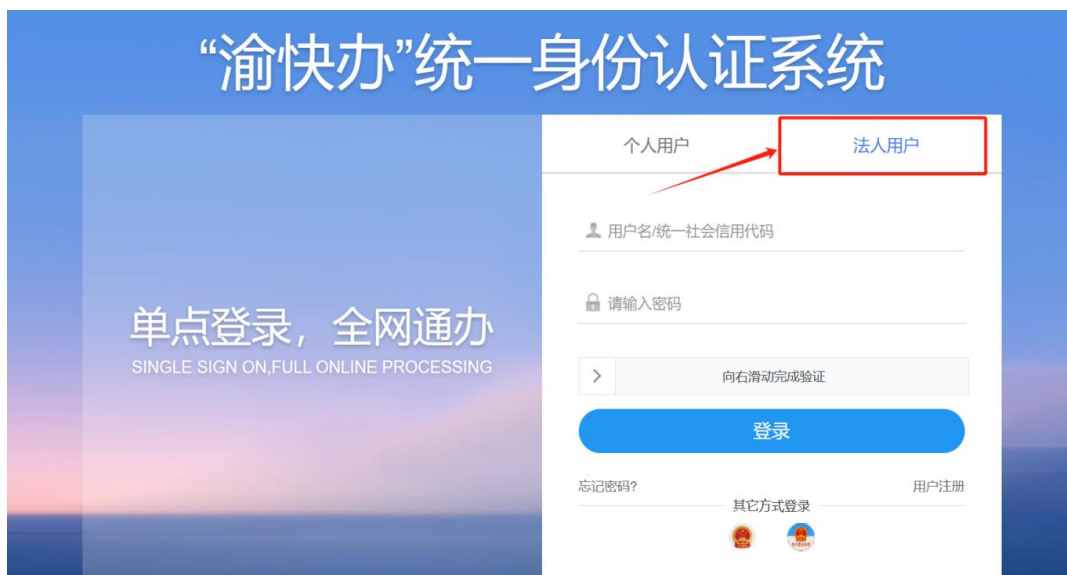 “渝快办”统一身份认证系统
个人用户
法人用户
用户名/统一社会信用代码
请输入密码
单点登录，全网通办
SINGLE SIGN ON,FULL ONLINE PROCESSING
向右滑动完成验证
登录
忘记密码?
用户注册
其它方式登录